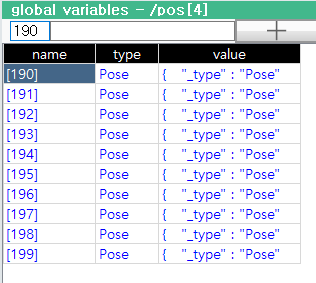 global variables - /pos[4]
190
name type value
[190] Pose { "_type" : "Pose"
[191] Pose { "_type" : "Pose"
[192] Pose { "_type" : "Pose"
[193] Pose { "_type" : "Pose"
[194] Pose { "_type" : "Pose"
[195] Pose { "_type" : "Pose"
[196] Pose { "_type" : "Pose"
[197] Pose { "_type" : "Pose"
[198] Pose { "_type" : "Pose"
[199] Pose { "_type" : "Pose"